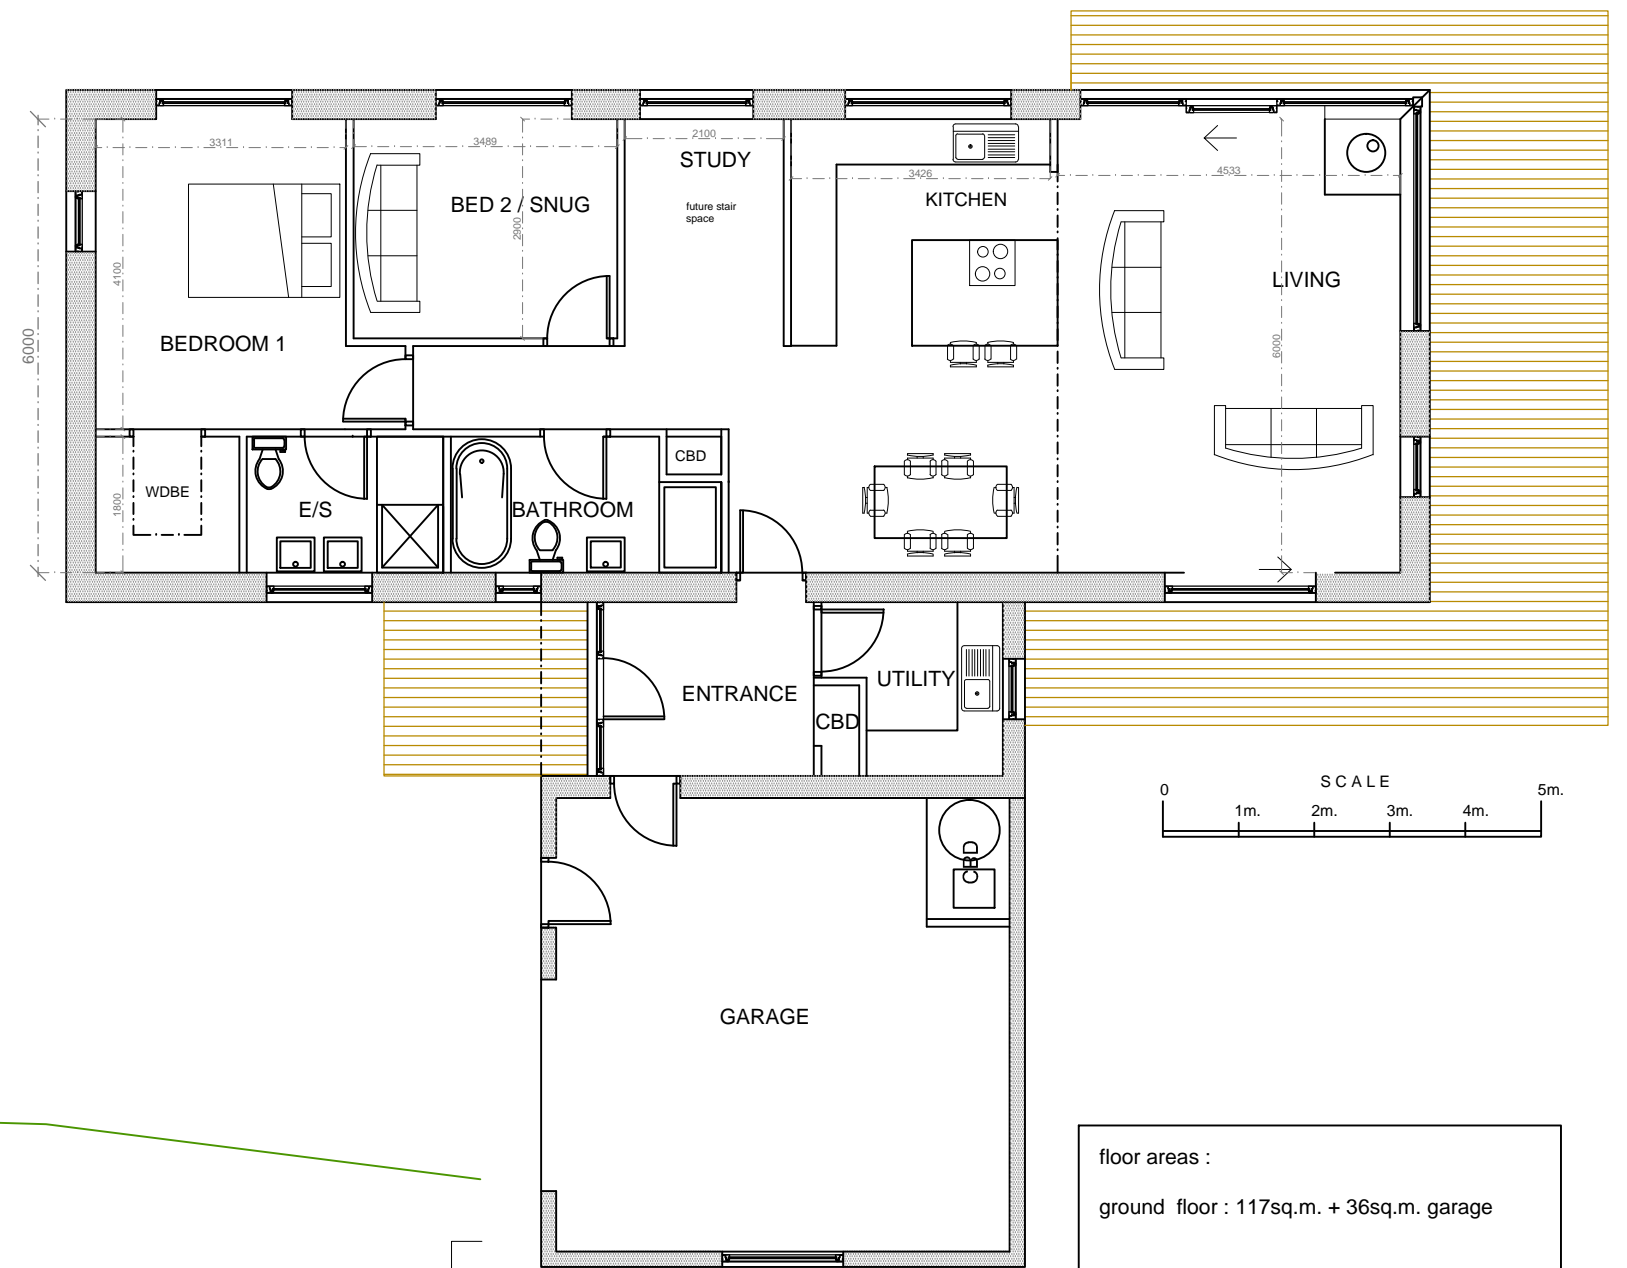 3311
3489
2100
STUDY
3426
4533
KITCHEN
BED 2 / SNUG
future stair
space
2900
4100
LIVING
6000
BEDROOM 1
6000
CBD
WDBE
1800
E/S
BATHROOM
ENTRANCE
UTILITY
CBD
SCALE
0
1m.
2m.
3m.
4m.
5m.
CBD
GARAGE
floor areas :
ground floor : 117sq.m. + 36sq.m. garage